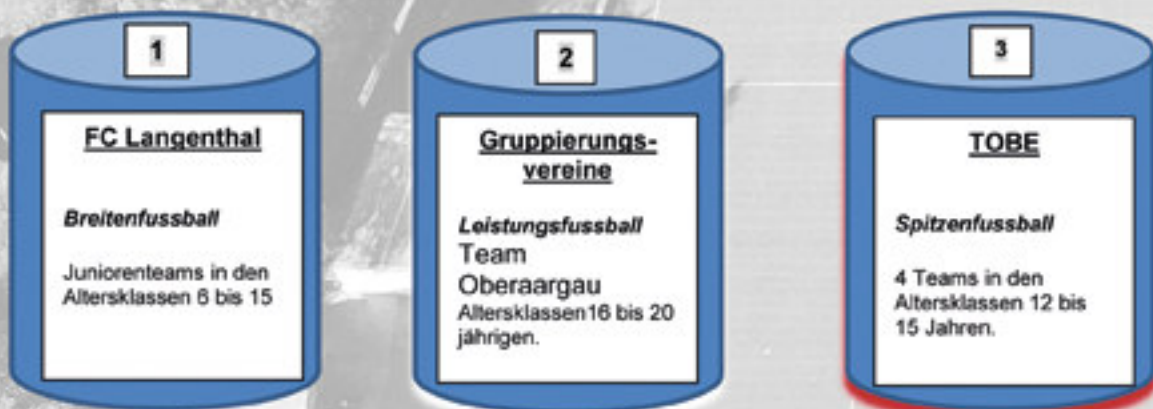 1
FC Langenthal
Breitenfussball
Juniorenteams in den
Altersklassen 6 bis 15
2
Gruppierungs-
vereine
Leistungsfussball
Team
Oberaargau
Altersklassen16 bis 20
jährigen.
3
TOBE
Spitzenfussball
4 Teams in den
Altersklassen 12 bis
15 Jahren.